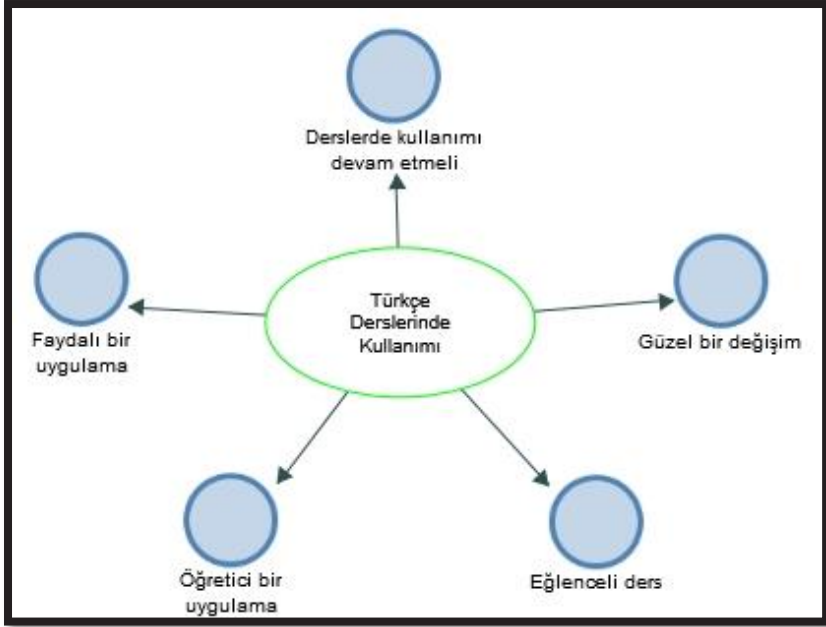 Derslerde kullanımı
devam etmeli
Türkçe
Derslerinde
Kullanımı
Faydalı bir
uygulama
Güzel bir değişim
Öğretici bir
uygulama
Eğlenceli ders